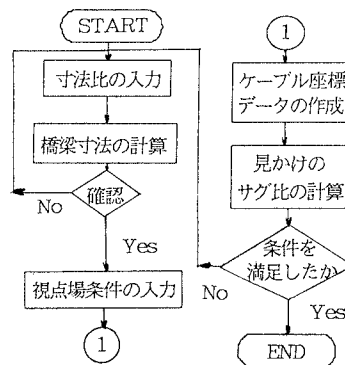 START
寸法比の入力
橋梁寸法の計算
確認
No
Yes
視点場条件の入力
1
1
ケーブル座標
データの作成
見かけの
サグ比の計算
条件を
満足したか
No
Yes
END